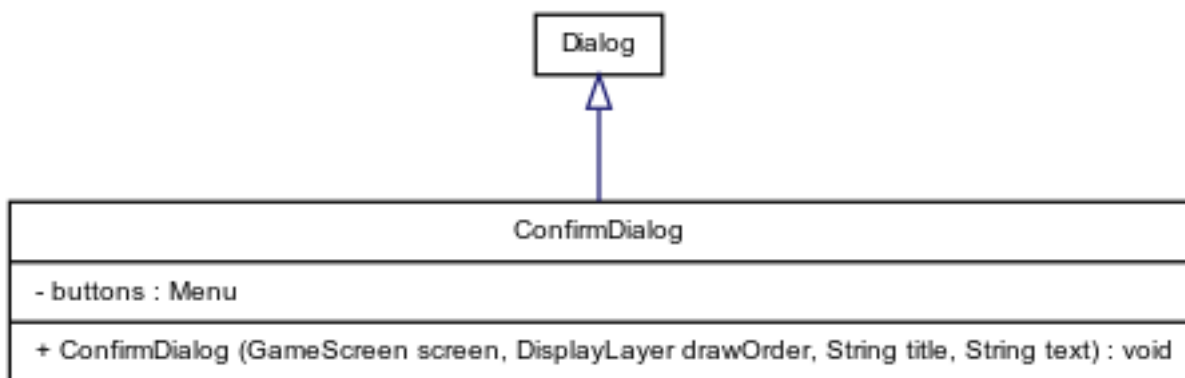 Dialog
ConfirmDialog
- buttons : Menu
+ ConfirmDialog (GameScreen screen, DisplayLayer drawOrder, String title, String text) : void